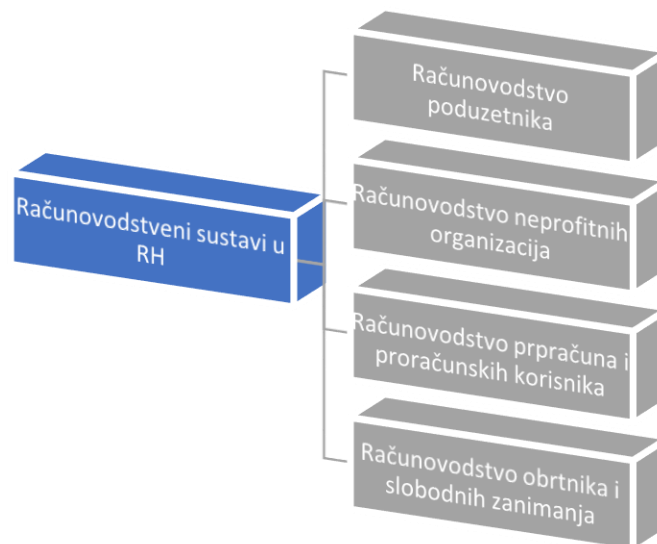 Računovodstveni sustavi u
RH
Računovodstvo
poduzetnika
Računovodstvo neprofitnih
organizacija
Računovodstvo prpračuna i
proračunskih korisnika
Računovodstvo obrtnika i
slobodnih zanimanja